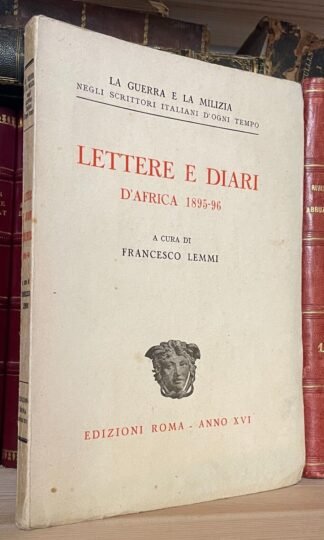 LA GUERRA E LA MILIZIA
NEGLI SCRITTORI ITALIANI D'OGNI TEMPO
LETTERE E DIARI
D'AFRICA 1895-96
A CURA DI
FRANCESCO LEMMI
EDIZIONI ROMA - ANNO XVI